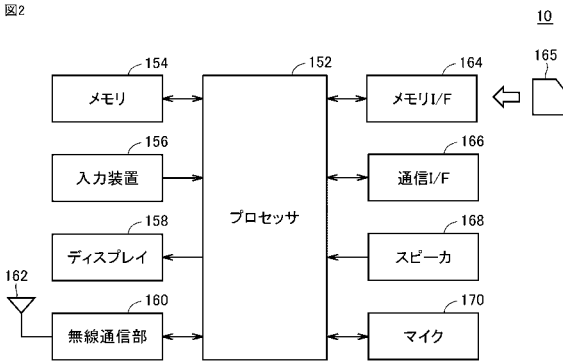 図2
10
154
152
164
165
メモリ
メモリI/F
156
166
入力装置
通信I/F
プロセッサ
158
168
ディスプレイ
スピーカ
162
160
170
無線通信部
マイク